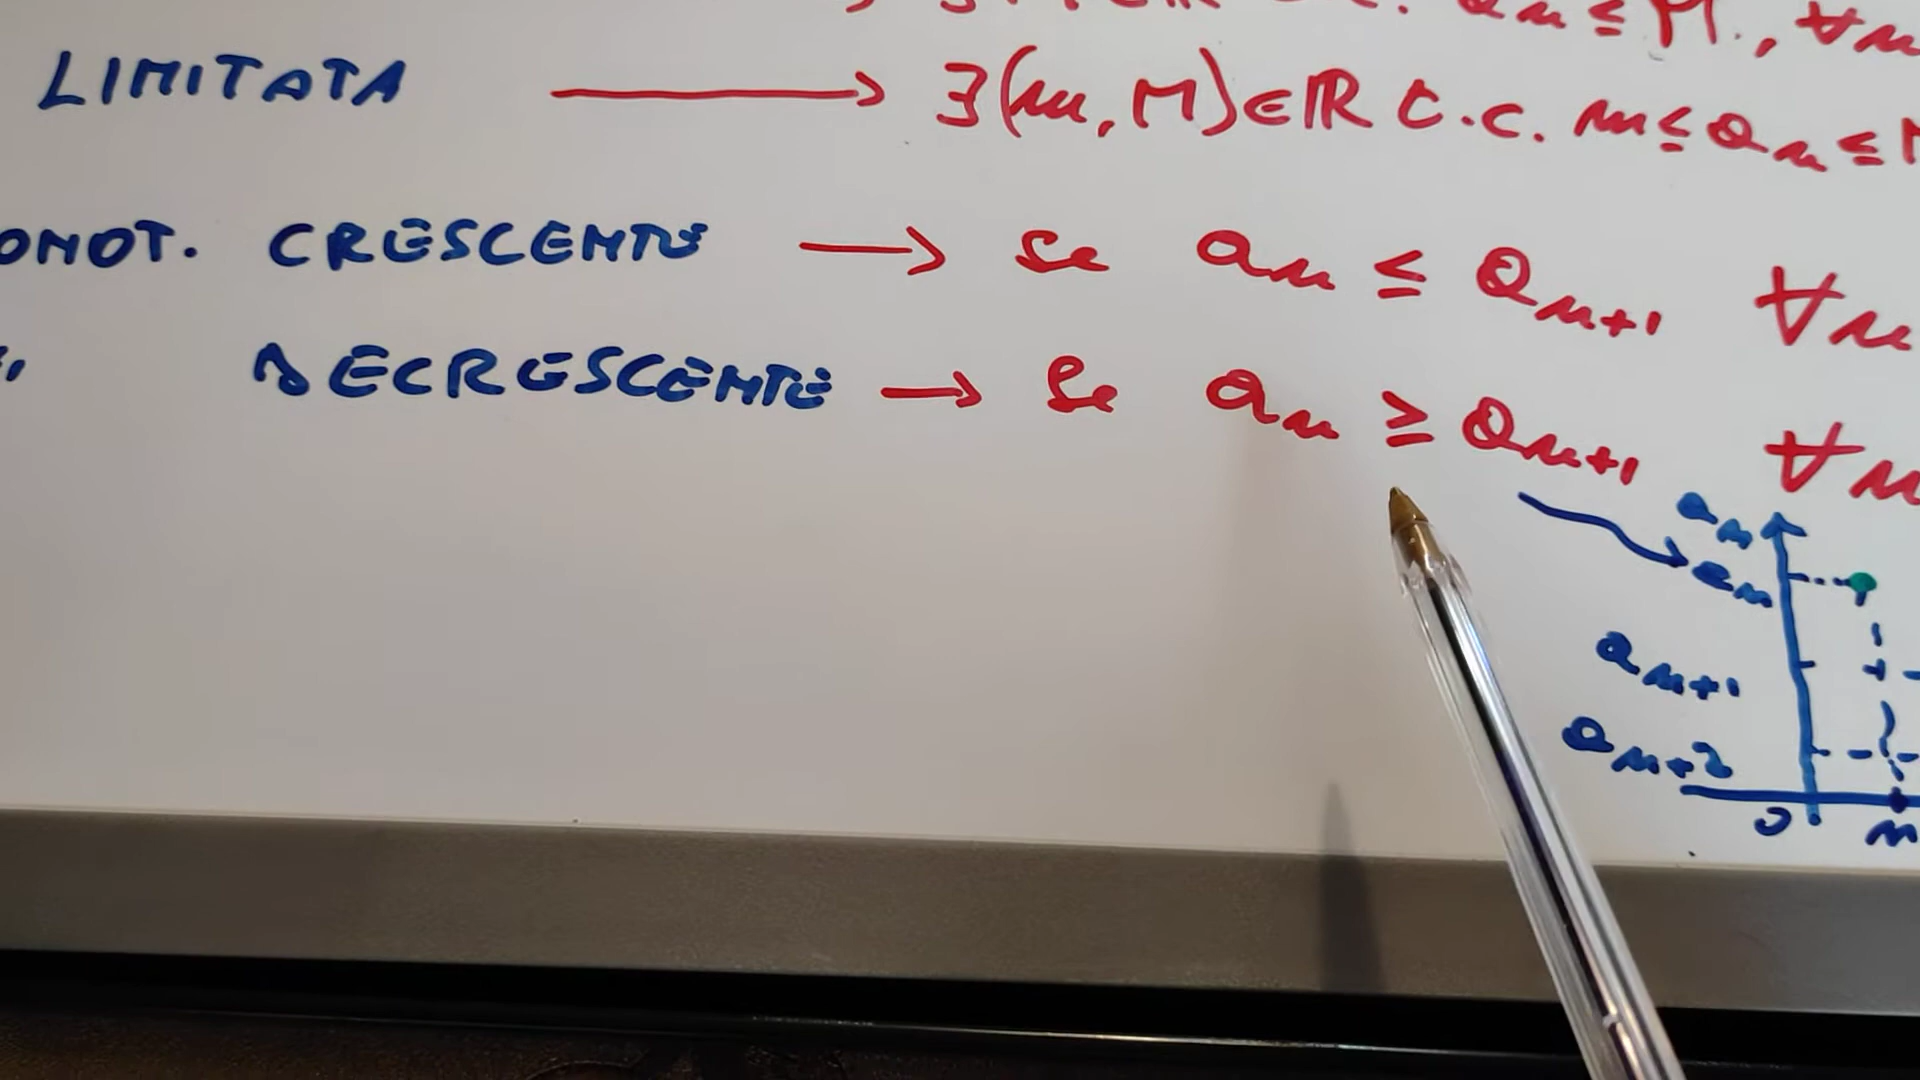 aₙ ≤ M., ∀n
LIMITATA → ∃(m,M)∈ℝ t.c. m≤aₙ≤M
ONOT. CRESCENTE → se aₙ ≤ aₙ₊₁ ∀n
" DECRESCENTE → se aₙ ≥ aₙ₊₁ ∀n
aₙ
aₙ
aₙ₊₁
aₙ₊₂
0 n